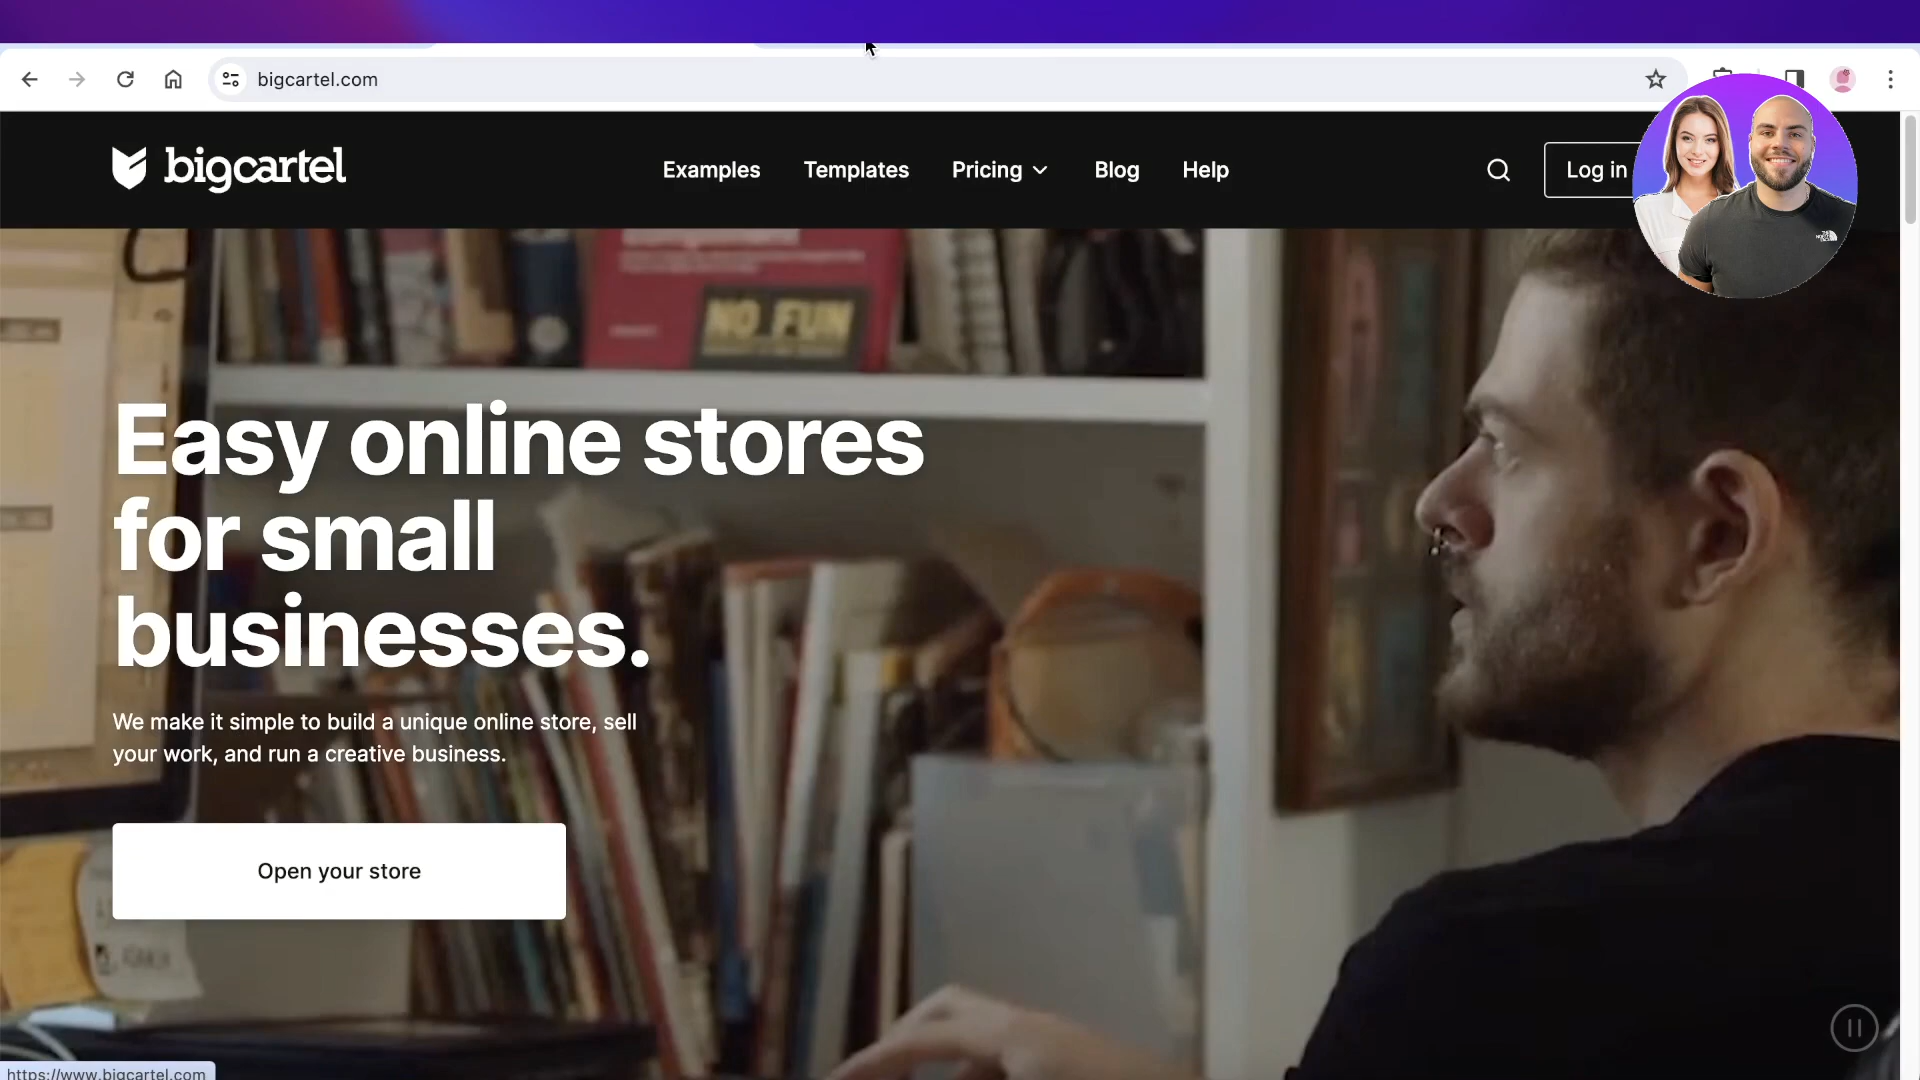 bigcartel.com
bigcartel
Examples
Templates
Pricing
Blog
Help
Log in
NO FUN
Easy online stores
for small
businesses.
We make it simple to build a unique online store, sell
your work, and run a creative business.
Open your store
https://www.bigcartel.com